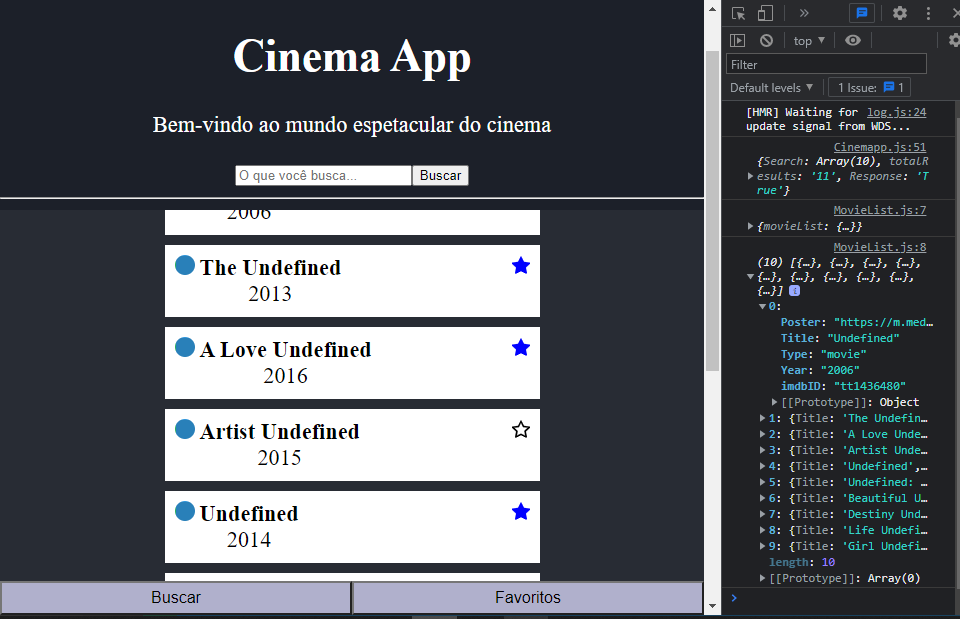 Cinema App
Bem-vindo ao mundo espetacular do cinema
O que você busca...
Buscar
2006
The Undefined
2013
A Love Undefined
2016
Artist Undefined
2015
Undefined
2014
Buscar
Favoritos
top
Filter
Default levels
1 Issue:
1
[HMR] Waiting for log.js:24
update signal from WDS...
Cinemapp.js:51
{Search: Array(10), totalR
esults: '11', Response: 'T
rue'}
MovieList.js:7
{movieList: {…}}
MovieList.js:8
(10) [{…}, {…}, {…}, {…},
{…}, {…}, {…}, {…}, {…},
{…}]
0:
Poster: "https://m.med…
Title: "Undefined"
Type: "movie"
Year: "2006"
imdbID: "tt1436480"
[[Prototype]]: Object
1: {Title: 'The Undefin…
2: {Title: 'A Love Unde…
3: {Title: 'Artist Unde…
4: {Title: 'Undefined',…
5: {Title: 'Undefined: …
6: {Title: 'Beautiful U…
7: {Title: 'Destiny Und…
8: {Title: 'Life Undefi…
9: {Title: 'Girl Undefi…
length: 10
[[Prototype]]: Array(0)